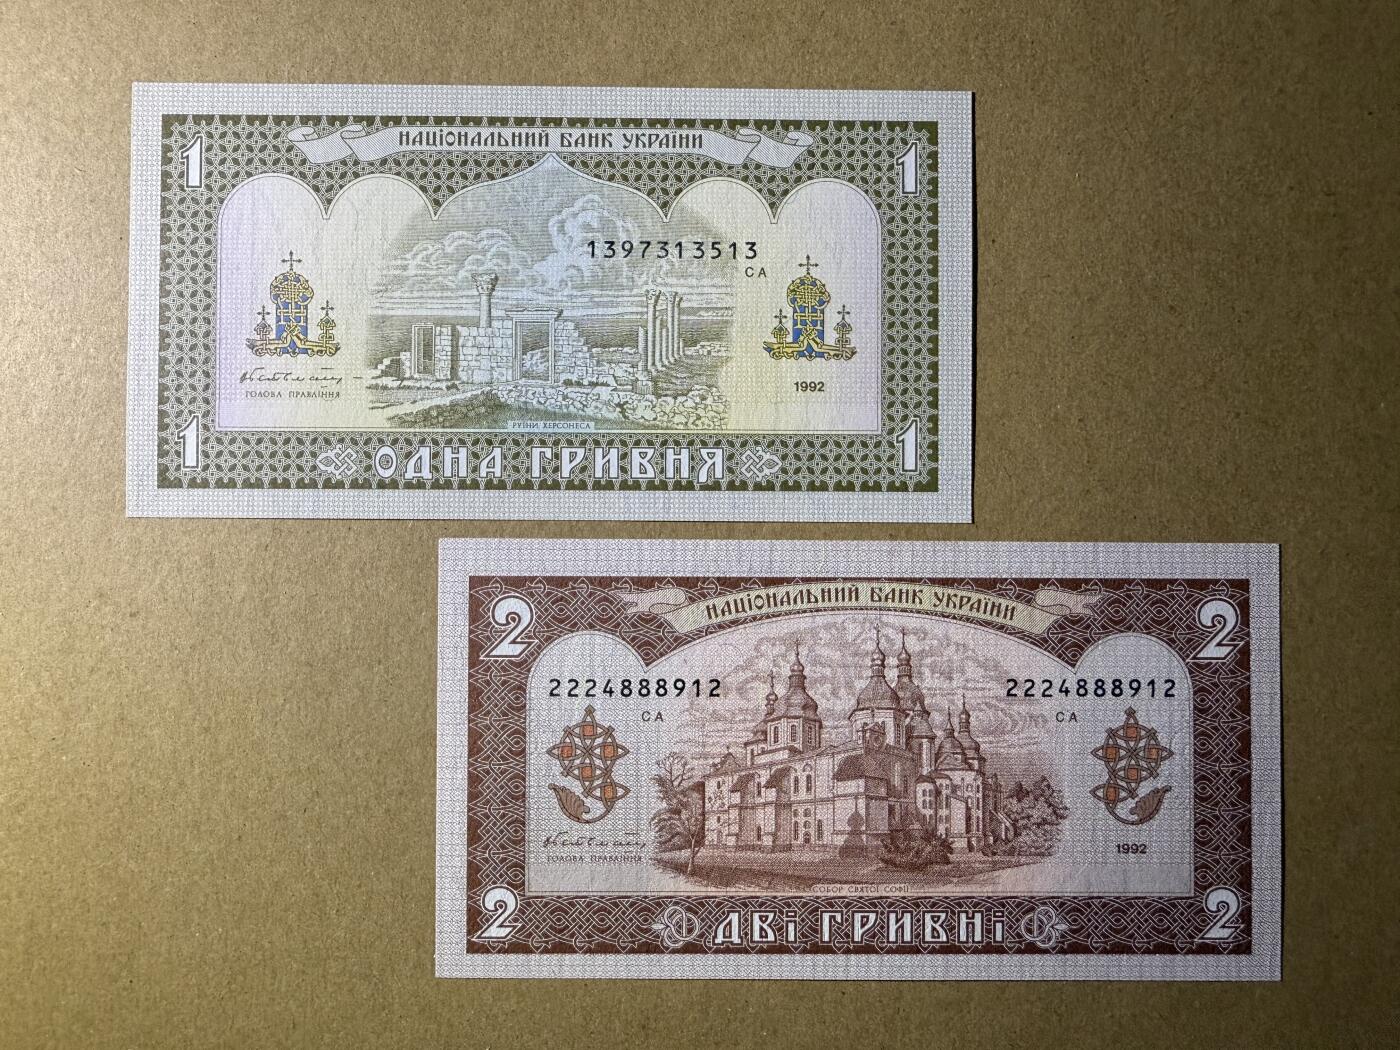 НАЦІОНАЛЬНИЙ БАНК УКРАЇНИ
1 1
1397313513
СА
1992
ГОЛОВА ПРАВЛІННЯ
РУЇНИ ХЕРСОНЕСА
1 ОДНА ГРИВНЯ 1
НАЦІОНАЛЬНИЙ БАНК УКРАЇНИ
2 2
2224888912 2224888912
СА СА
ГОЛОВА ПРАВЛІННЯ 1992
СОБОР СВЯТОЇ СОФІЇ
2 ДВІ ГРИВНІ 2